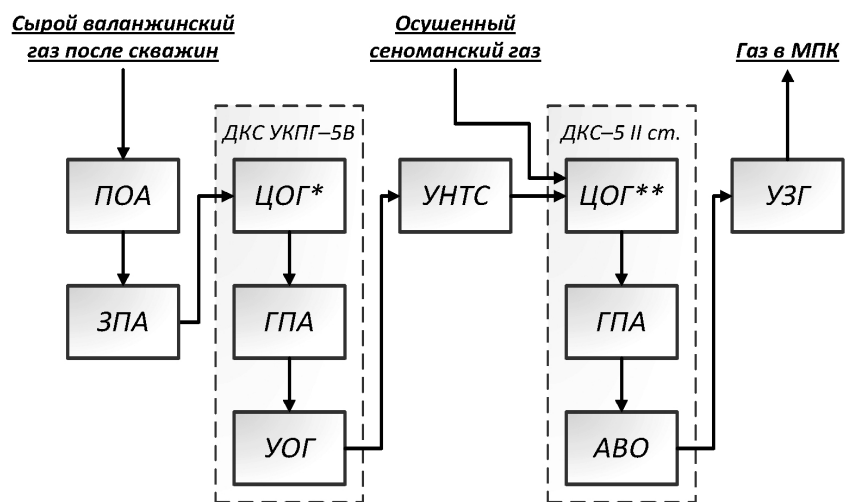 Сырой валанжинский
газ после скважин
Осушенный
сеноманский газ
Газ в МПК
ДКС УКПГ–5В
ДКС–5 II ст.
ПОА
ЦОГ*
УНТС
ЦОГ**
УЗГ
ЗПА
ГПА
ГПА
УОГ
АВО